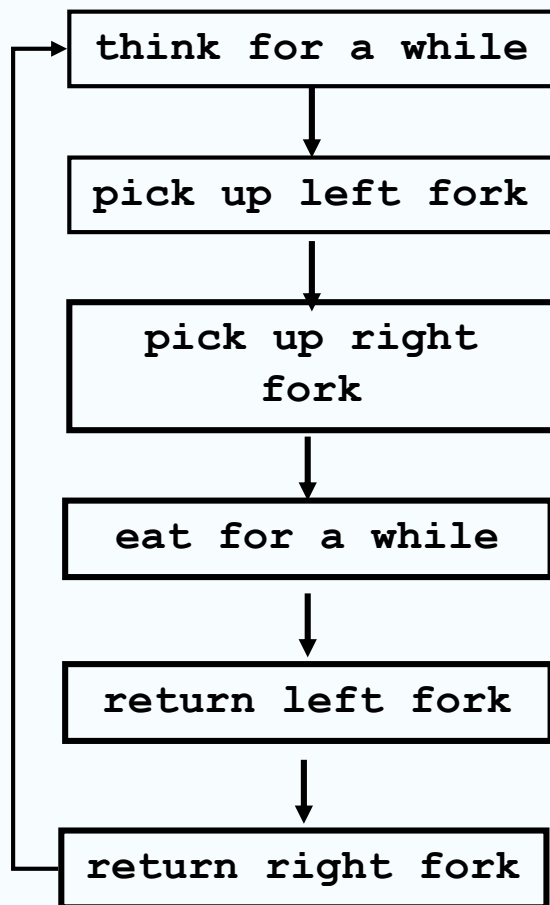 think for a while
pick up left fork
pick up right
fork
eat for a while
return left fork
return right fork